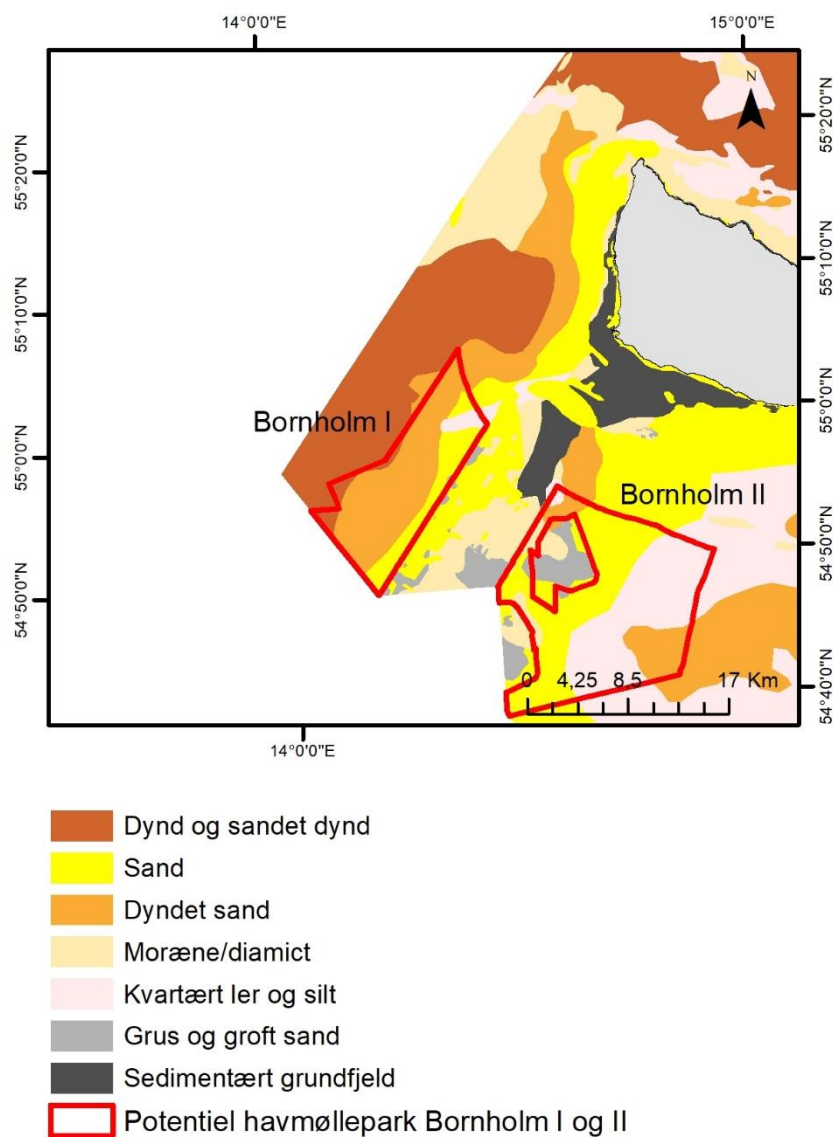 14°0'0"E 15°0'0"E
N
55°20'0"N
55°20'0"N
55°10'0"N
55°10'0"N
55°0'0"N
Bornholm I
55°0'0"N
Bornholm II
54°50'0"N
54°50'0"N
54°40'0"N
0 4,25 8,5 17 Km
14°0'0"E
Dynd og sandet dynd
Sand
Dyndet sand
Moræne/diamict
Kvartært ler og silt
Grus og groft sand
Sedimentært grundfjeld
Potentiel havmøllepark Bornholm I og II